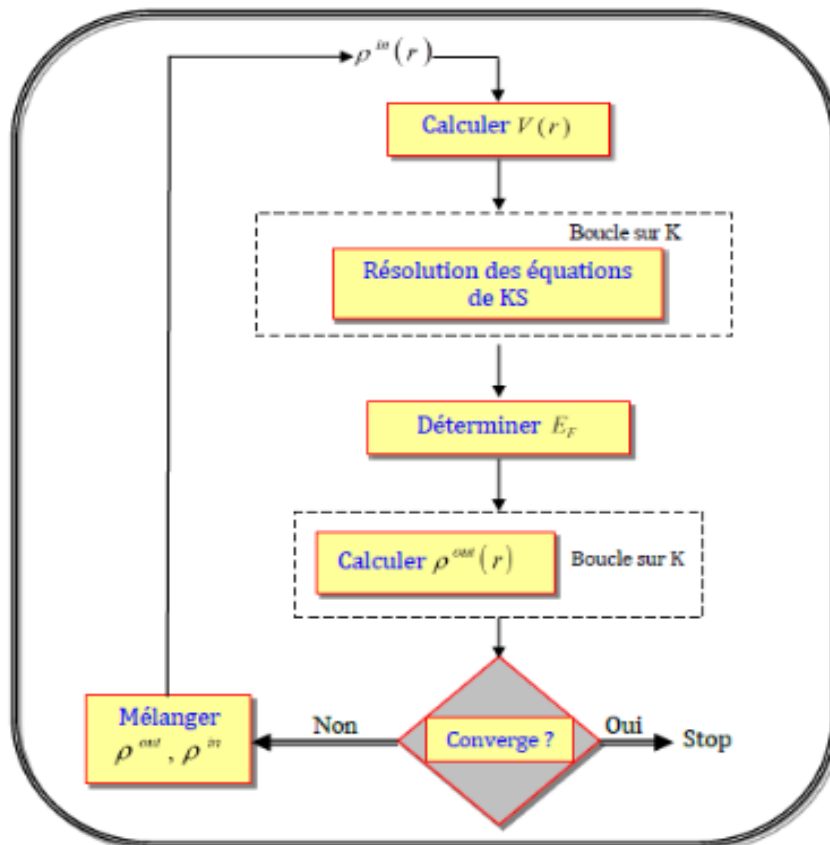 ρ^in(r)
Calculer V(r)
Boucle sur K
Résolution des équations
de KS
Déterminer E_F
Calculer ρ^out(r)
Boucle sur K
Converge ?
Non
Oui
Stop
Mélanger
ρ^out, ρ^in